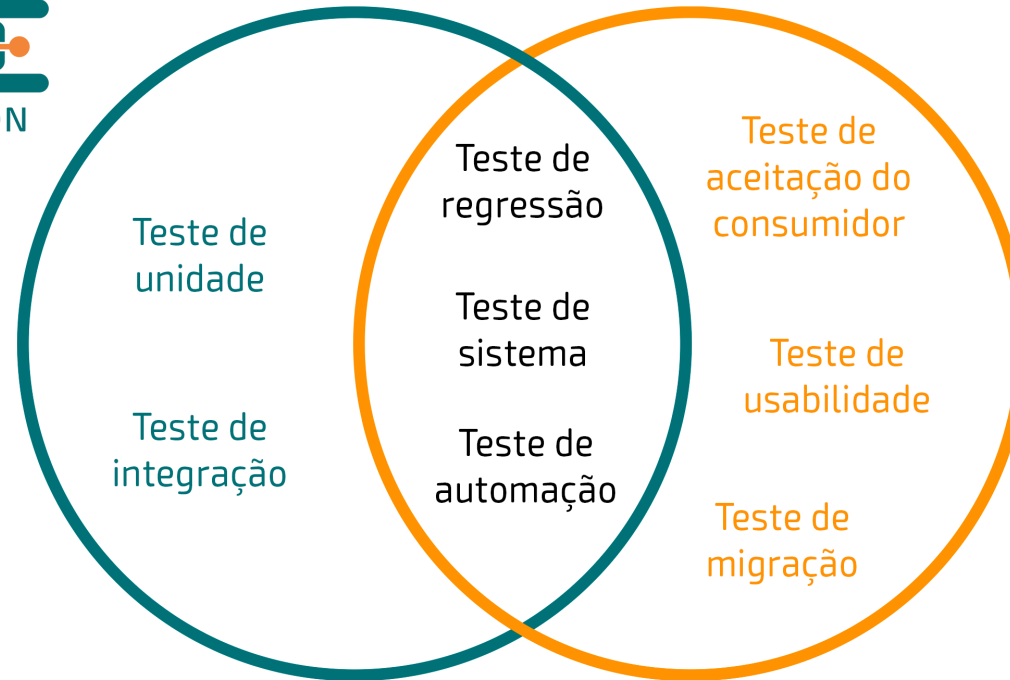 N
Teste de
unidade
Teste de
integração
Teste de
regressão
Teste de
sistema
Teste de
automação
Teste de
aceitação do
consumidor
Teste de
usabilidade
Teste de
migração